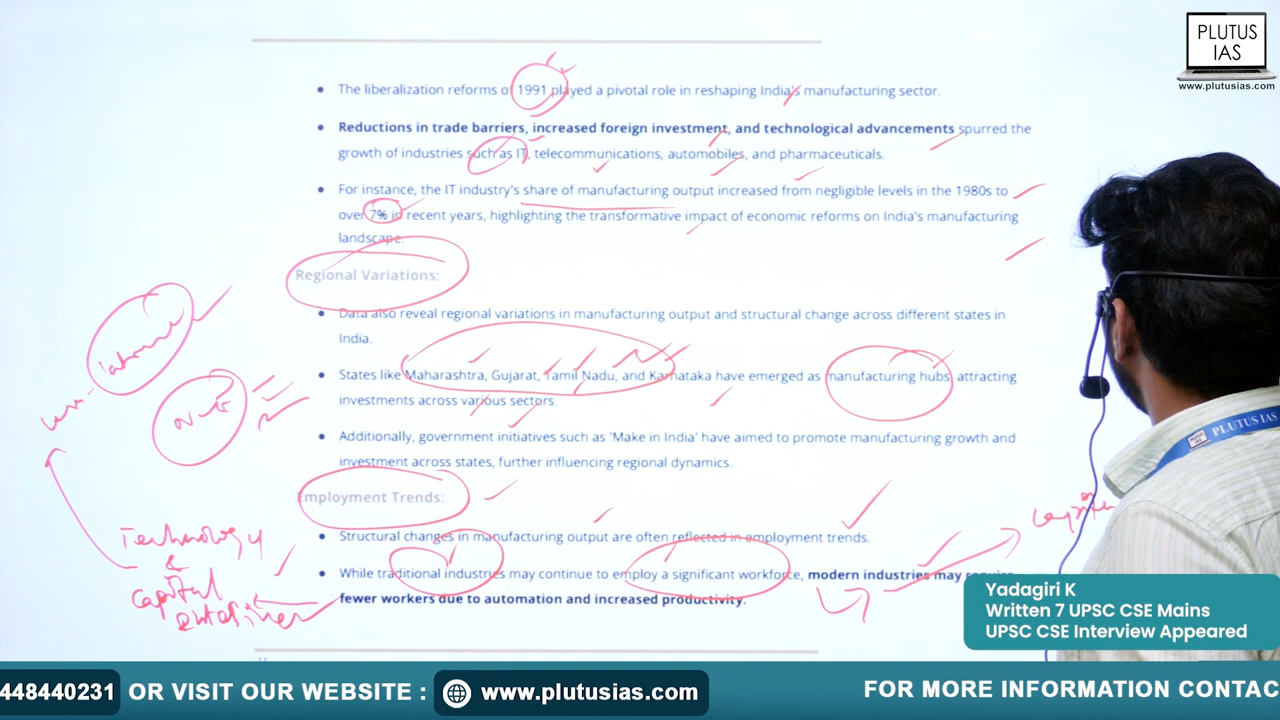 PLUTUS
IAS
www.plutusias.com
• The liberalization reforms of 1991 played a pivotal role in reshaping India's manufacturing sector.
• Reductions in trade barriers, increased foreign investment, and technological advancements spurred the
growth of industries such as IT, telecommunications, automobiles, and pharmaceuticals.
• For instance, the IT industry's share of manufacturing output increased from negligible levels in the 1980s to
over 7% in recent years, highlighting the transformative impact of economic reforms on India's manufacturing
landscape.
Regional Variations:
• Data also reveal regional variations in manufacturing output and structural change across different states in
India.
• States like Maharashtra, Gujarat, Tamil Nadu, and Karnataka have emerged as manufacturing hubs attracting
investments across various sectors.
• Additionally, government initiatives such as 'Make in India' have aimed to promote manufacturing growth and
investment across states, further influencing regional dynamics.
Employment Trends:
• Structural changes in manufacturing output are often reflected in employment trends.
• While traditional industries may continue to employ a significant workforce, modern industries may
fewer workers due to automation and increased productivity.
Technology
&
capital
PLUTUS IAS
Yadagiri K
Written 7 UPSC CSE Mains
UPSC CSE Interview Appeared
448440231 OR VISIT OUR WEBSITE : www.plutusias.com FOR MORE INFORMATION CONTAC